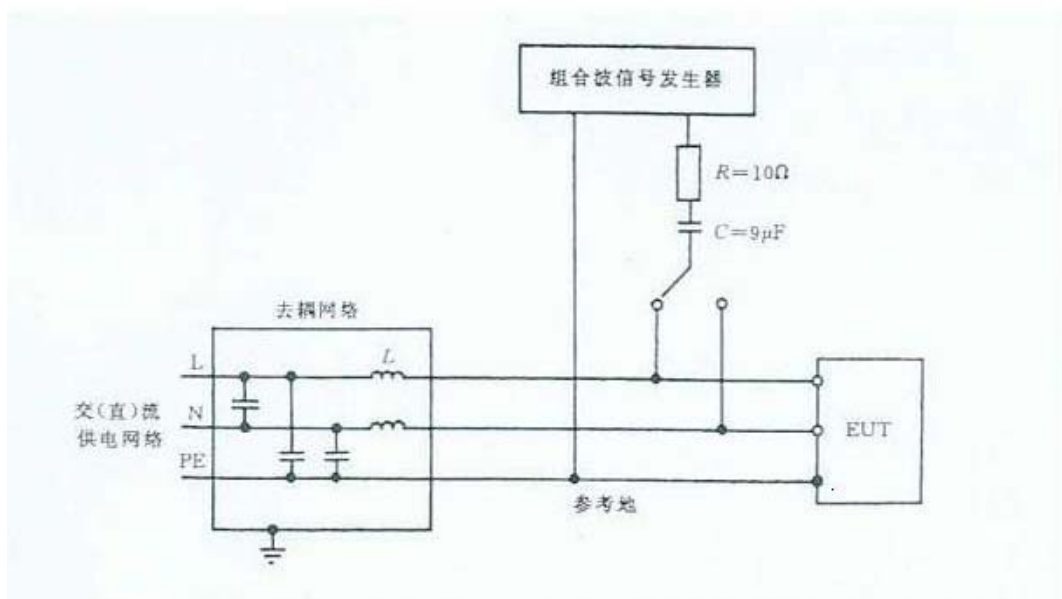 组合波信号发生器
R=10Ω
C=9μF
去耦网络
L
L
交(直)流
供电网络
N
PE
EUT
参考地